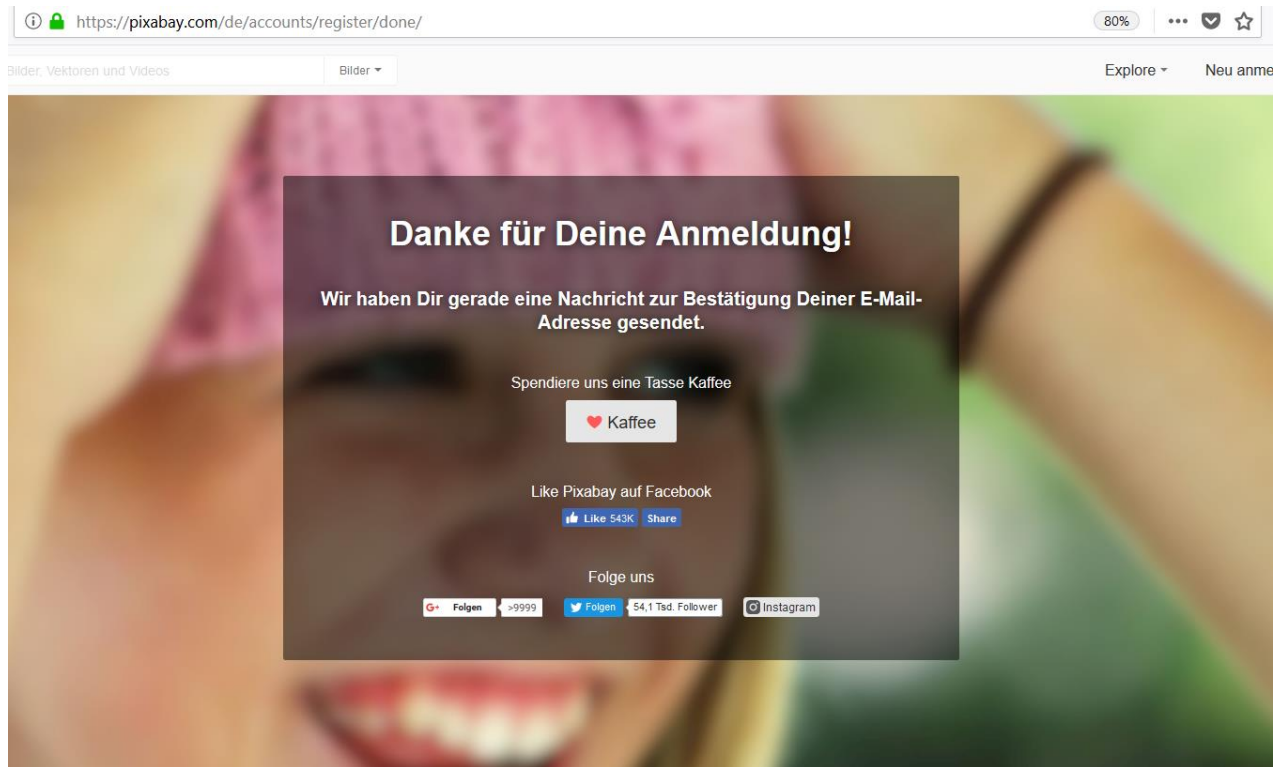 https://pixabay.com/de/accounts/register/done/ 80%
Bilder, Vektoren und Videos Bilder Explore Neu anme
Danke für Deine Anmeldung!
Wir haben Dir gerade eine Nachricht zur Bestätigung Deiner E-Mail-
Adresse gesendet.
Spendiere uns eine Tasse Kaffee
Kaffee
Like Pixabay auf Facebook
Like 543K Share
Folge uns
G+ Folgen >9999 Folgen 54,1 Tsd. Follower Instagram